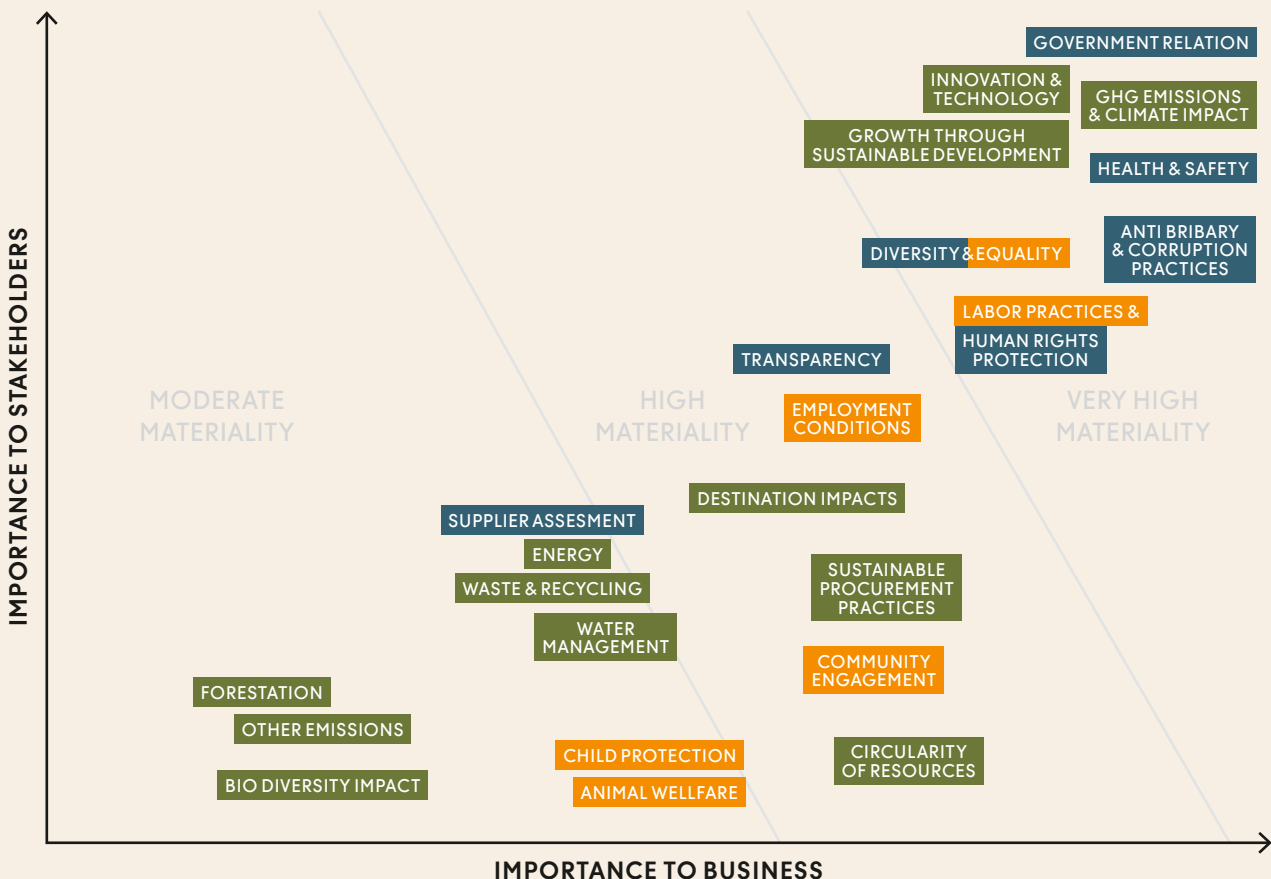 IMPORTANCE TO STAKEHOLDERS
GOVERNMENT RELATION
INNOVATION &
TECHNOLOGY
GHG EMISSIONS
& CLIMATE IMPACT
GROWTH THROUGH
SUSTAINABLE DEVELOPMENT
HEALTH & SAFETY
ANTI BRIBARY
& CORRUPTION
PRACTICES
DIVERSITY & EQUALITY
LABOR PRACTICES &
HUMAN RIGHTS
PROTECTION
TRANSPARENCY
MODERATE
MATERIALITY
HIGH
MATERIALITY
VERY HIGH
MATERIALITY
EMPLOYMENT
CONDITIONS
DESTINATION IMPACTS
SUPPLIER ASSESMENT
ENERGY
WASTE & RECYCLING
SUSTAINABLE
PROCUREMENT
PRACTICES
WATER
MANAGEMENT
COMMUNITY
ENGAGEMENT
FORESTATION
OTHER EMISSIONS
BIO DIVERSITY IMPACT
CHILD PROTECTION
ANIMAL WELLFARE
CIRCULARITY
OF RESOURCES
IMPORTANCE TO BUSINESS